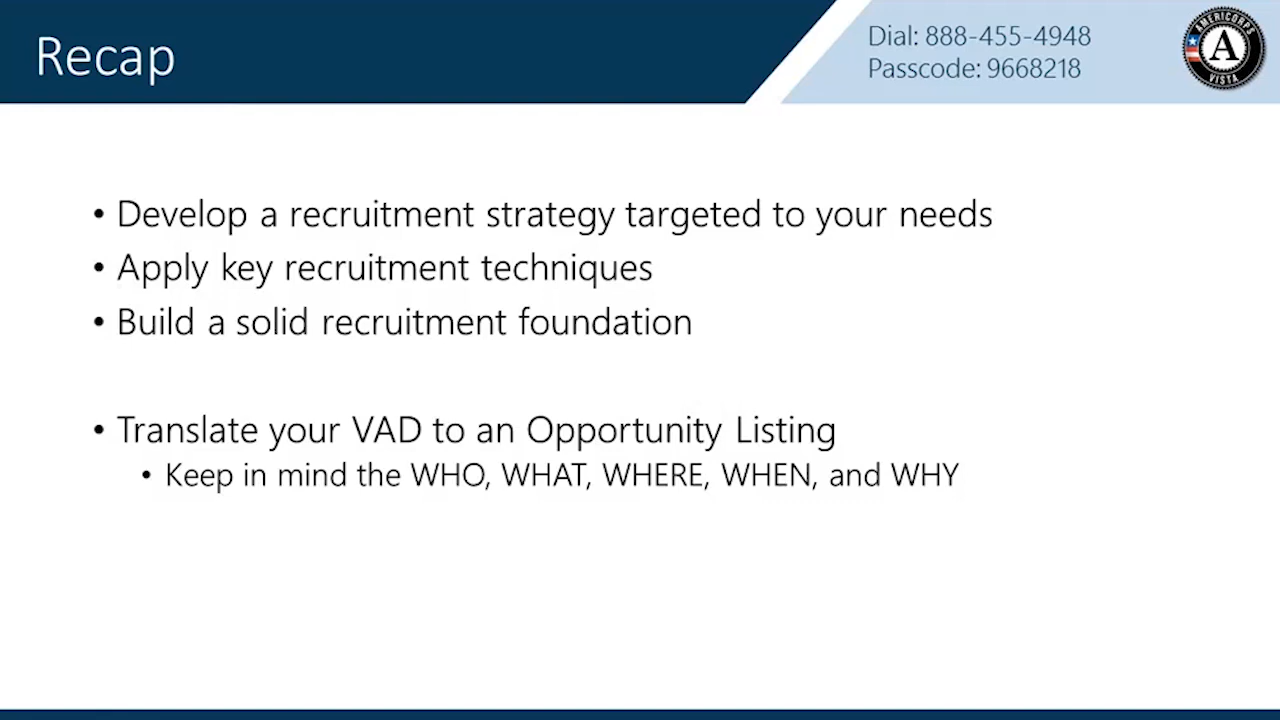 Recap
Dial: 888-455-4948
Passcode: 9668218
AMERICORPS
A
VISTA
• Develop a recruitment strategy targeted to your needs
• Apply key recruitment techniques
• Build a solid recruitment foundation
• Translate your VAD to an Opportunity Listing
• Keep in mind the WHO, WHAT, WHERE, WHEN, and WHY